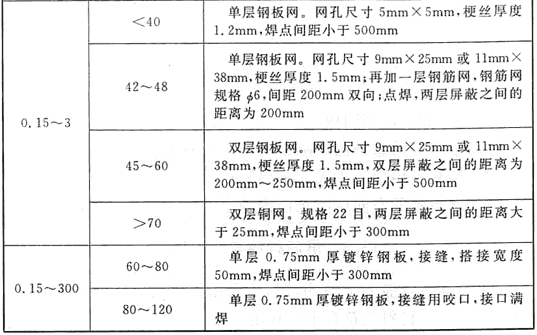 0.15～3
<40
单层钢板网。网孔尺寸 5mm×5mm,梗丝厚度
1.2mm,焊点间距小于 500mm
42～48
单层钢板网。网孔尺寸 9mm×25mm 或 11mm×
38mm,梗丝厚度 1.5mm;再加一层钢筋网,钢筋网
规格 ϕ6,间距 200mm 双向;点焊,两层屏蔽之间的
距离为 200mm
45～60
双层钢板网。网孔尺寸 9mm×25mm 或 11mm×
38mm,梗丝厚度 1.5mm,双层屏蔽之间的距离为
200mm～250mm,焊点间距小于 500mm
>70
双层铜网。规格 22 目,两层屏蔽之间的距离大
于 25mm,焊点间距小于 300mm
0.15～300
60～80
单层 0.75mm 厚镀锌钢板,接缝,搭接宽度
50mm,焊点间距小于 300mm
80～120
单层 0.75mm 厚镀锌钢板,接缝用咬口,接口满
焊